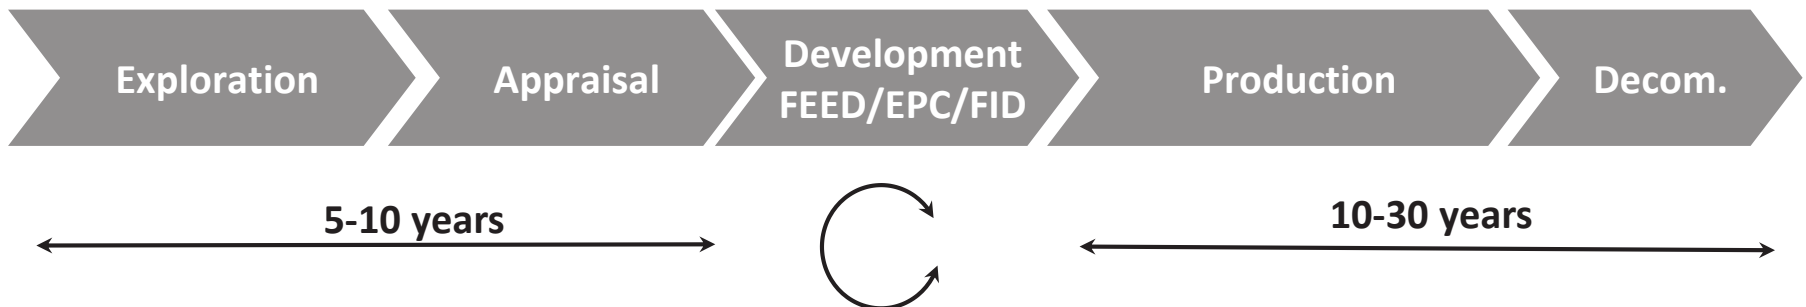 Exploration
Appraisal
Development
FEED/EPC/FID
Production
Decom.
5-10 years
10-30 years